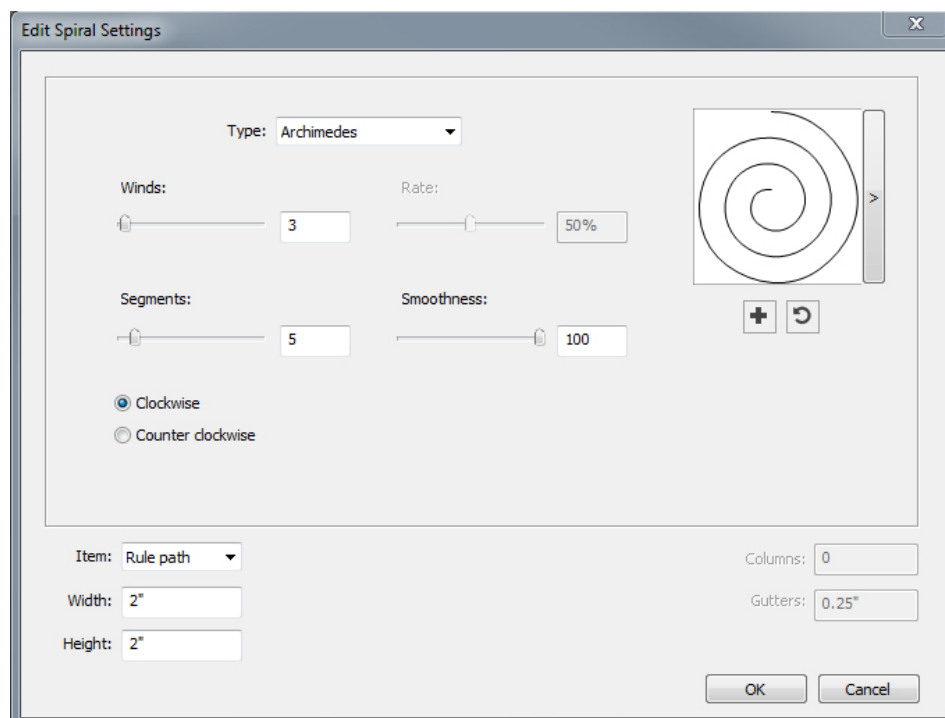 Edit Spiral Settings
X
Type: Archimedes
Winds: Rate:
3 50%
>
Segments: Smoothness:
5 100
Clockwise
Counter clockwise
Item: Rule path Columns: 0
Width: 2" Gutters: 0.25"
Height: 2"
OK Cancel